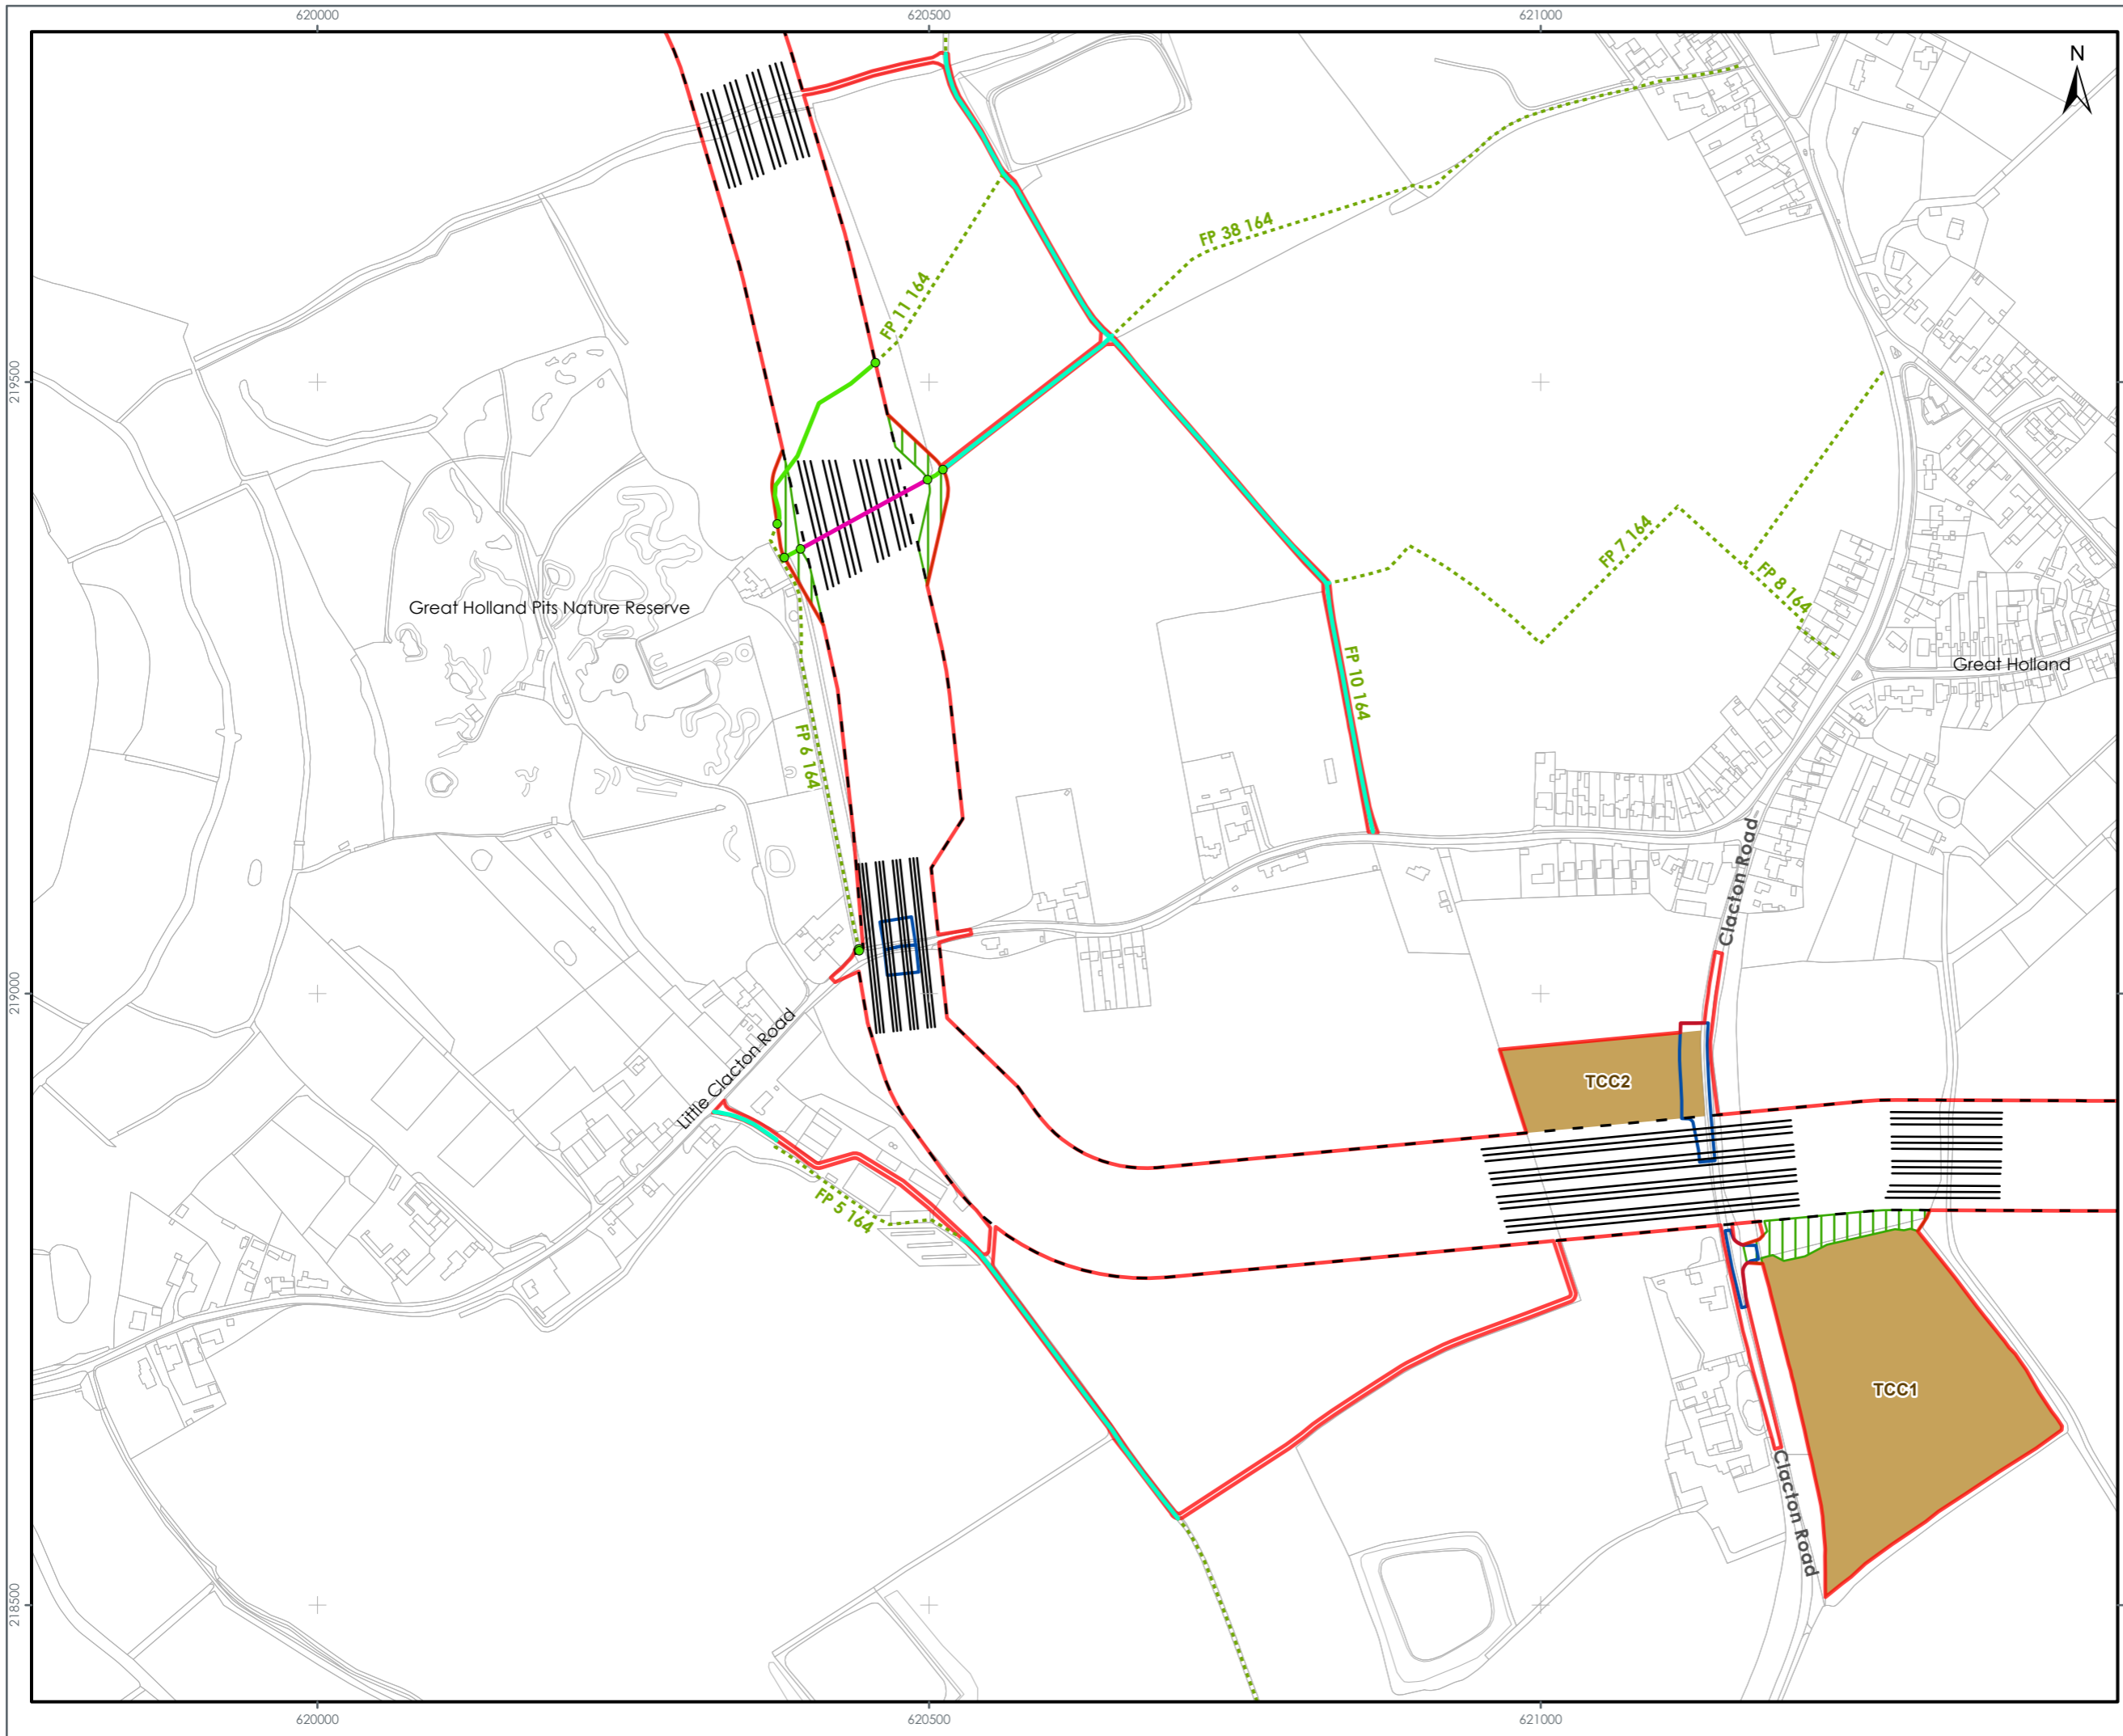 620000
620500
621000
N
FP 38 164
FP 11 164
219500
FP 7 164
FP 8 164
Great Holland Pits Nature Reserve
Great Holland
FP 10 164
FP 6 164
Clacton Road
219000
Little Clacton Road
TCC2
FP 5 164
TCC1
Clacton Road
218500
620000
620500
621000